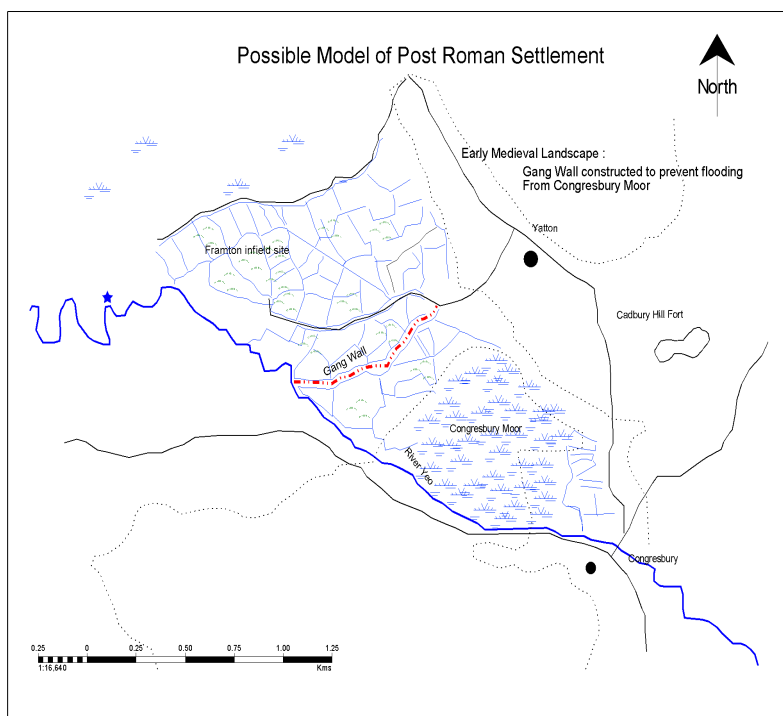 Possible Model of Post Roman Settlement
North
Early Medieval Landscape :
Gang Wall constructed to prevent flooding
From Congresbury Moor
Yatton
Framton infield site
Cadbury Hill Fort
Gang Wall
Congresbury Moor
River Yeo
Congresbury
0.25 0 0.25 0.50 0.75 1.00 1.25
1:16,640 Kms